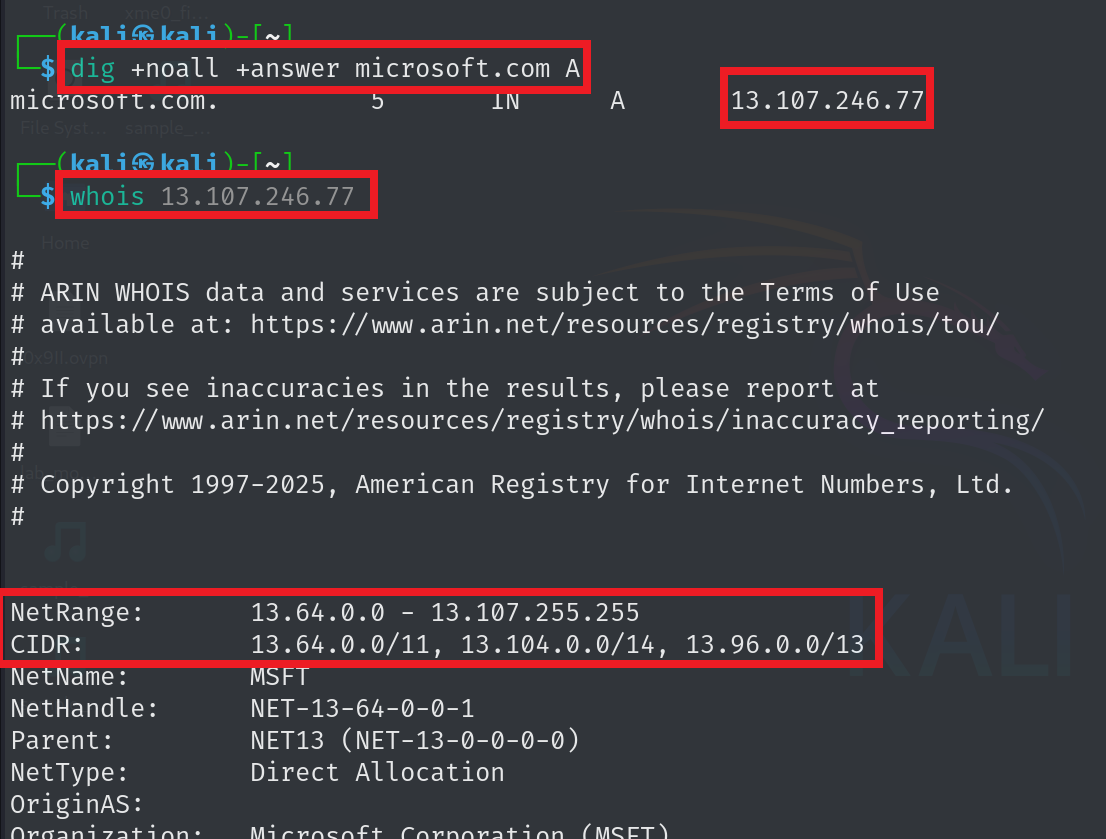 Trash xme0_fi...
┌──(kali㉿kali)-[~]
└─$ dig +noall +answer microsoft.com A
microsoft.com. 5 IN A 13.107.246.77
File Syst... sample_...
┌──(kali㉿kali)-[~]
└─$ whois 13.107.246.77
Home
#
# ARIN WHOIS data and services are subject to the Terms of Use
# available at: https://www.arin.net/resources/registry/whois/tou/
#
# If you see inaccuracies in the results, please report at
# https://www.arin.net/resources/registry/whois/inaccuracy_reporting/
#
# Copyright 1997-2025, American Registry for Internet Numbers, Ltd.
#
NetRange: 13.64.0.0 - 13.107.255.255
CIDR: 13.64.0.0/11, 13.104.0.0/14, 13.96.0.0/13
KALI
NetName: MSFT
NetHandle: NET-13-64-0-0-1
Parent: NET13 (NET-13-0-0-0-0)
NetType: Direct Allocation
OriginAS:
Organization: Microsoft Corporation (MSFT)